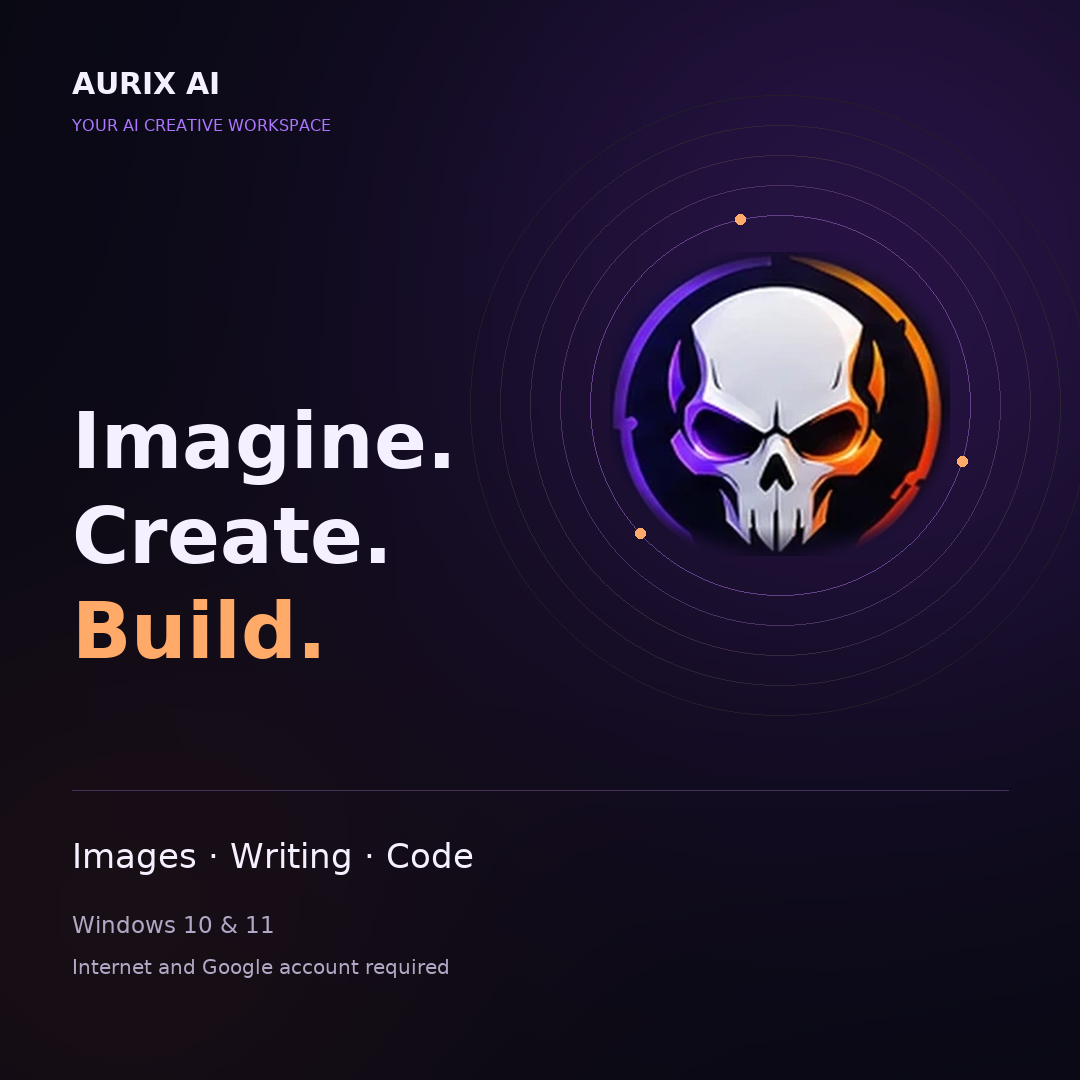 AURIX AI
YOUR AI CREATIVE WORKSPACE
Imagine.
Create.
Build.
Images · Writing · Code
Windows 10 & 11
Internet and Google account required